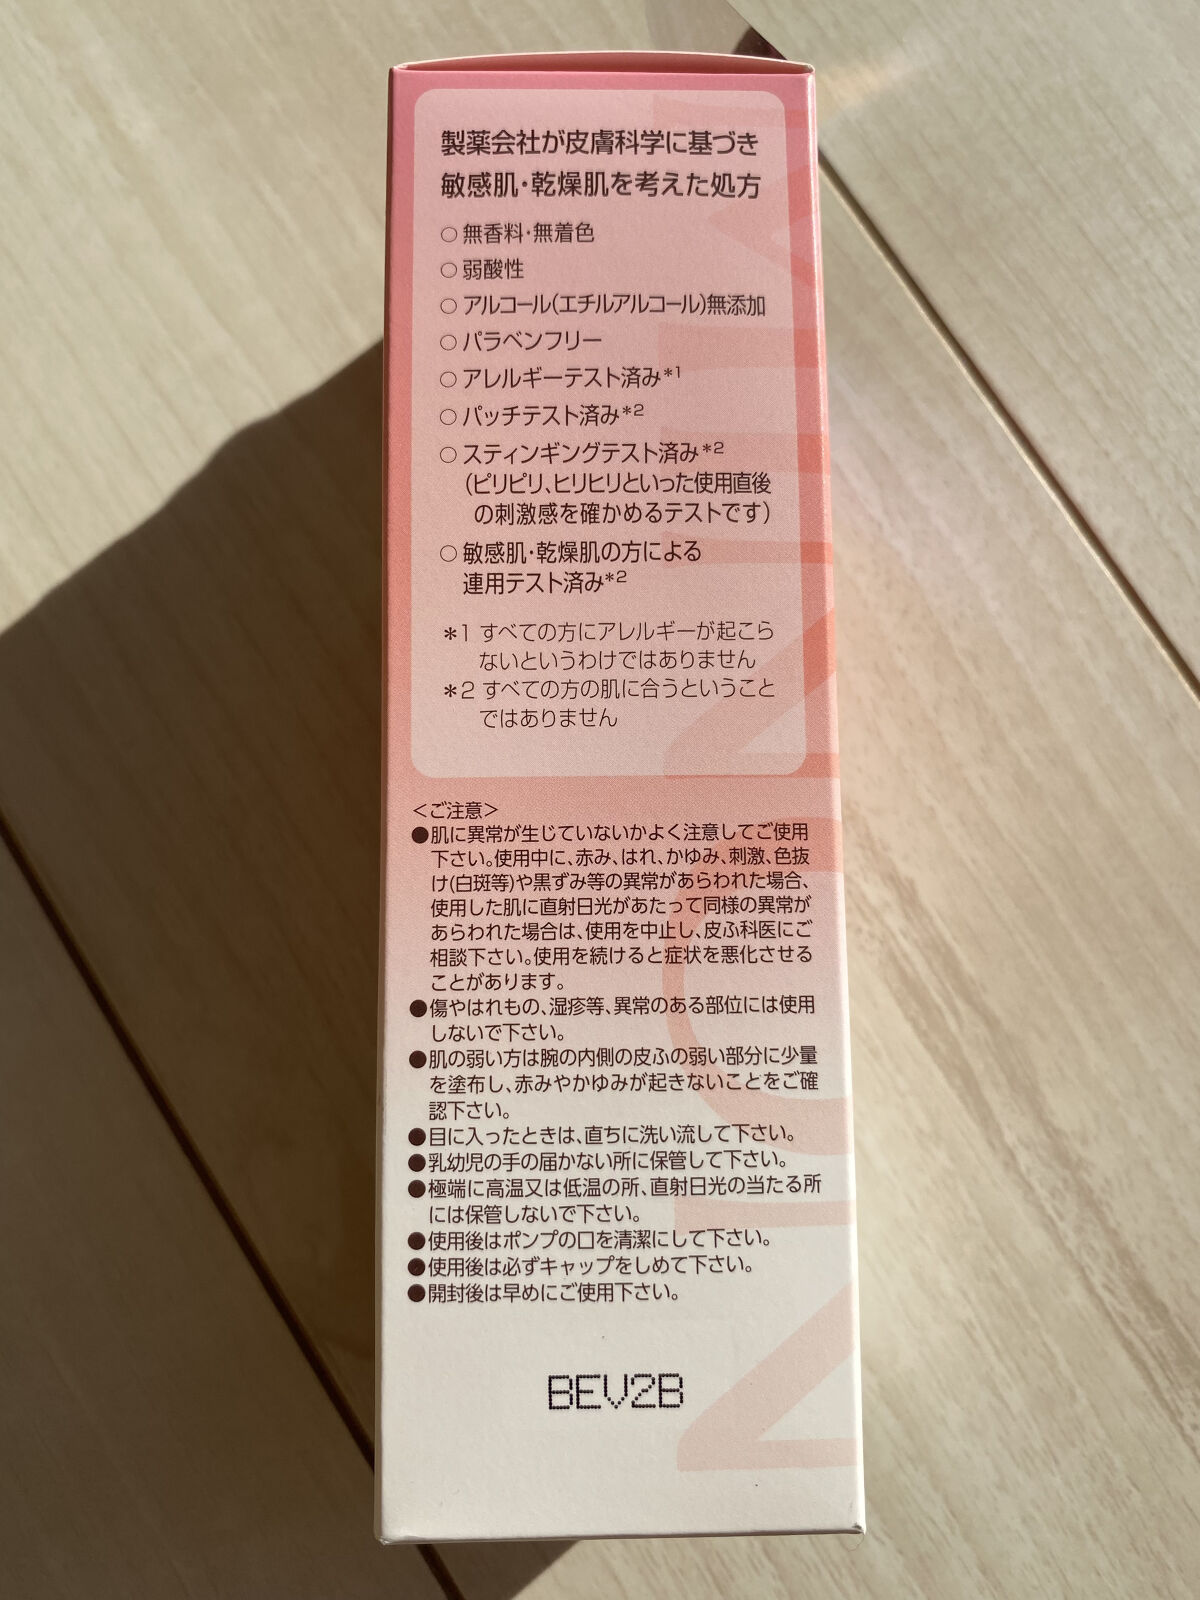 製薬会社が皮膚科学に基づき
敏感肌・乾燥肌を考えた処方
○無香料・無着色
○弱酸性
○アルコール(エチルアルコール)無添加
○パラベンフリー
○アレルギーテスト済み*1
○パッチテスト済み*2
○スティンギングテスト済み*2
(ピリピリ、ヒリヒリといった使用直後
の刺激感を確かめるテストです)
○敏感肌・乾燥肌の方による
連用テスト済み*2
*1 すべての方にアレルギーが起こら
ないというわけではありません
*2 すべての方の肌に合うということ
ではありません
<ご注意>
●肌に異常が生じていないかよく注意してご使用
下さい。使用中に、赤み、はれ、かゆみ、刺激、色抜
け(白斑等)や黒ずみ等の異常があらわれた場合、
使用した肌に直射日光があたって同様の異常が
あらわれた場合は、使用を中止し、皮ふ科医にご
相談下さい。使用を続けると症状を悪化させる
ことがあります。
●傷やはれもの、湿疹等、異常のある部位には使用
しないで下さい。
●肌の弱い方は腕の内側の皮ふの弱い部分に少量
を塗布し、赤みやかゆみが起きないことをご確
認下さい。
●目に入ったときは、直ちに洗い流して下さい。
●乳幼児の手の届かない所に保管して下さい。
●極端に高温又は低温の所、直射日光の当たる所
には保管しないで下さい。
●使用後はポンプの口を清潔にして下さい。
●使用後は必ずキャップをしめて下さい。
●開封後は早めにご使用下さい。
BEV2B